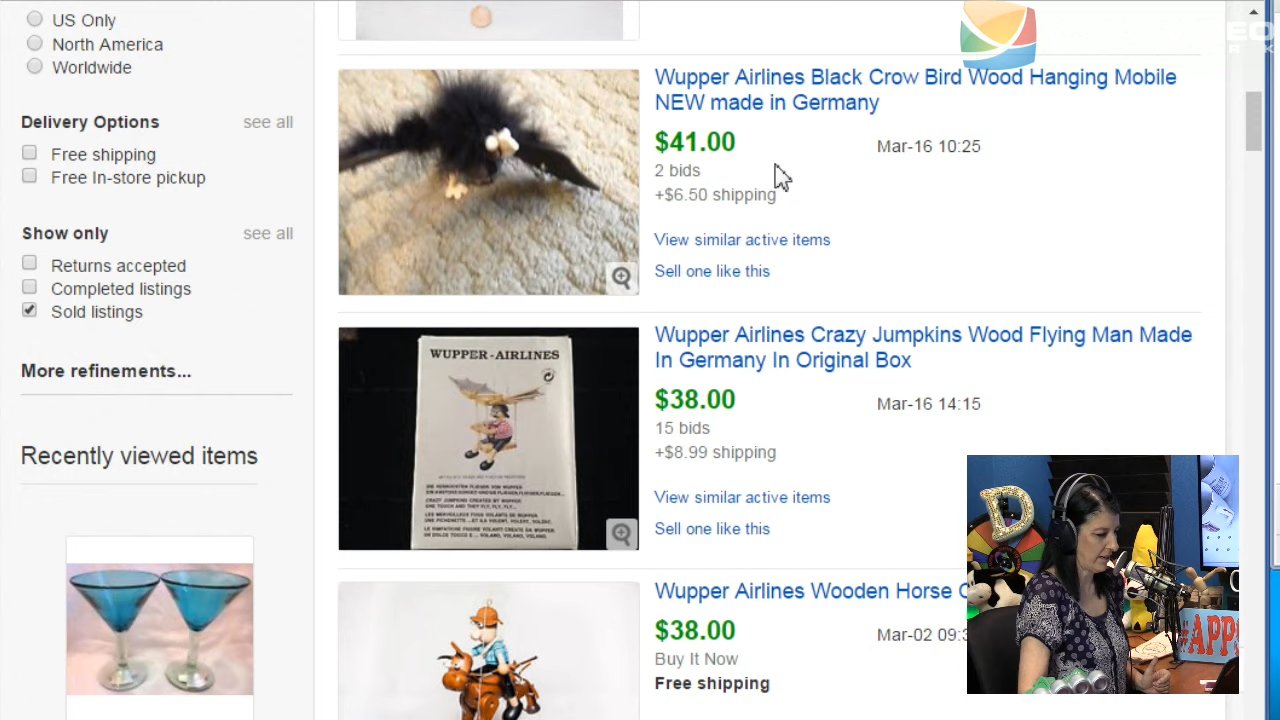 US Only
North America
Worldwide
Delivery Options see all
Free shipping
Free In-store pickup
Show only see all
Returns accepted
Completed listings
Sold listings
More refinements...
Recently viewed items
Wupper Airlines Black Crow Bird Wood Hanging Mobile
NEW made in Germany
$41.00 Mar-16 10:25
2 bids
+$6.50 shipping
View similar active items
Sell one like this
WUPPER-AIRLINES
Wupper Airlines Crazy Jumpkins Wood Flying Man Made
In Germany In Original Box
$38.00 Mar-16 14:15
15 bids
+$8.99 shipping
View similar active items
Sell one like this
Wupper Airlines Wooden Horse
$38.00 Mar-02 09:3
Buy It Now
Free shipping
D
#APPS